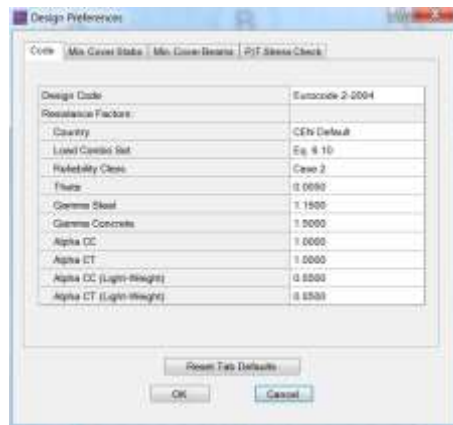 Design Preferences
Code Min. Cover Slabs Min. Cover Beams P/T Stress Check
Design Code Eurocode 2-2004
Resistance Factors
Country CEN Default
Load Combo Set Eq. 6.10
Reliability Class Case 2
Theta 0.0050
Gamma Steel 1.1500
Gamma Concrete 1.5000
Alpha CC 1.0000
Alpha CT 1.0000
Alpha CC (Light-Weight) 0.8500
Alpha CT (Light-Weight) 0.8500
Reset Tab Defaults
OK Cancel